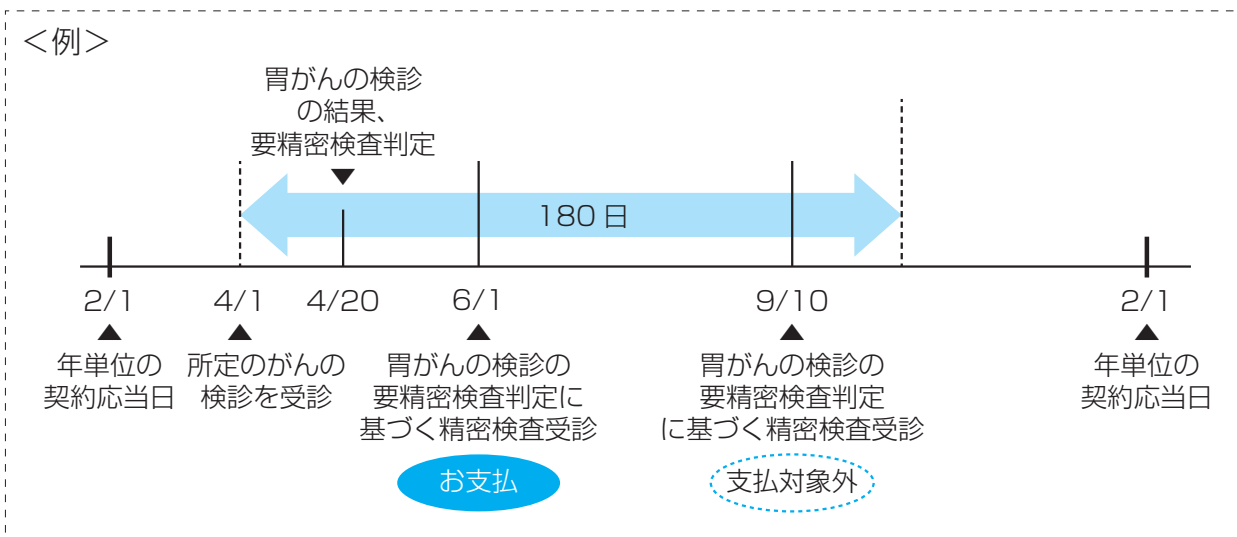 ＜例＞
胃がんの検診
の結果、
要精密検査判定
180日
2/1
4/1
4/20
6/1
9/10
2/1
年単位の
契約応当日
所定のがんの
検診を受診
胃がんの検診の
要精密検査判定に
基づく精密検査受診
お支払
胃がんの検診の
要精密検査判定
に基づく精密検査受診
支払対象外
年単位の
契約応当日